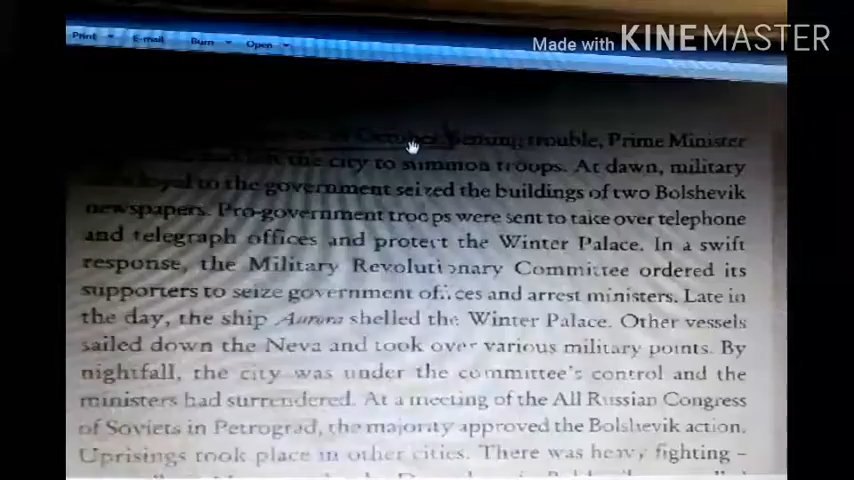 Print E-mail Burn Open
Made with KINEMASTER
October. Sensing trouble, Prime Minister
the city to summon troops. At dawn, military
loyal to the government seized the buildings of two Bolshevik
newspapers. Pro-government troops were sent to take over telephone
and telegraph offices and protect the Winter Palace. In a swift
response, the Military Revolutionary Committee ordered its
supporters to seize government offices and arrest ministers. Late in
the day, the ship Aurora shelled the Winter Palace. Other vessels
sailed down the Neva and took over various military points. By
nightfall, the city was under the committee's control and the
ministers had surrendered. At a meeting of the All Russian Congress
of Soviets in Petrograd, the majority approved the Bolshevik action.
Uprisings took place in other cities. There was heavy fighting –